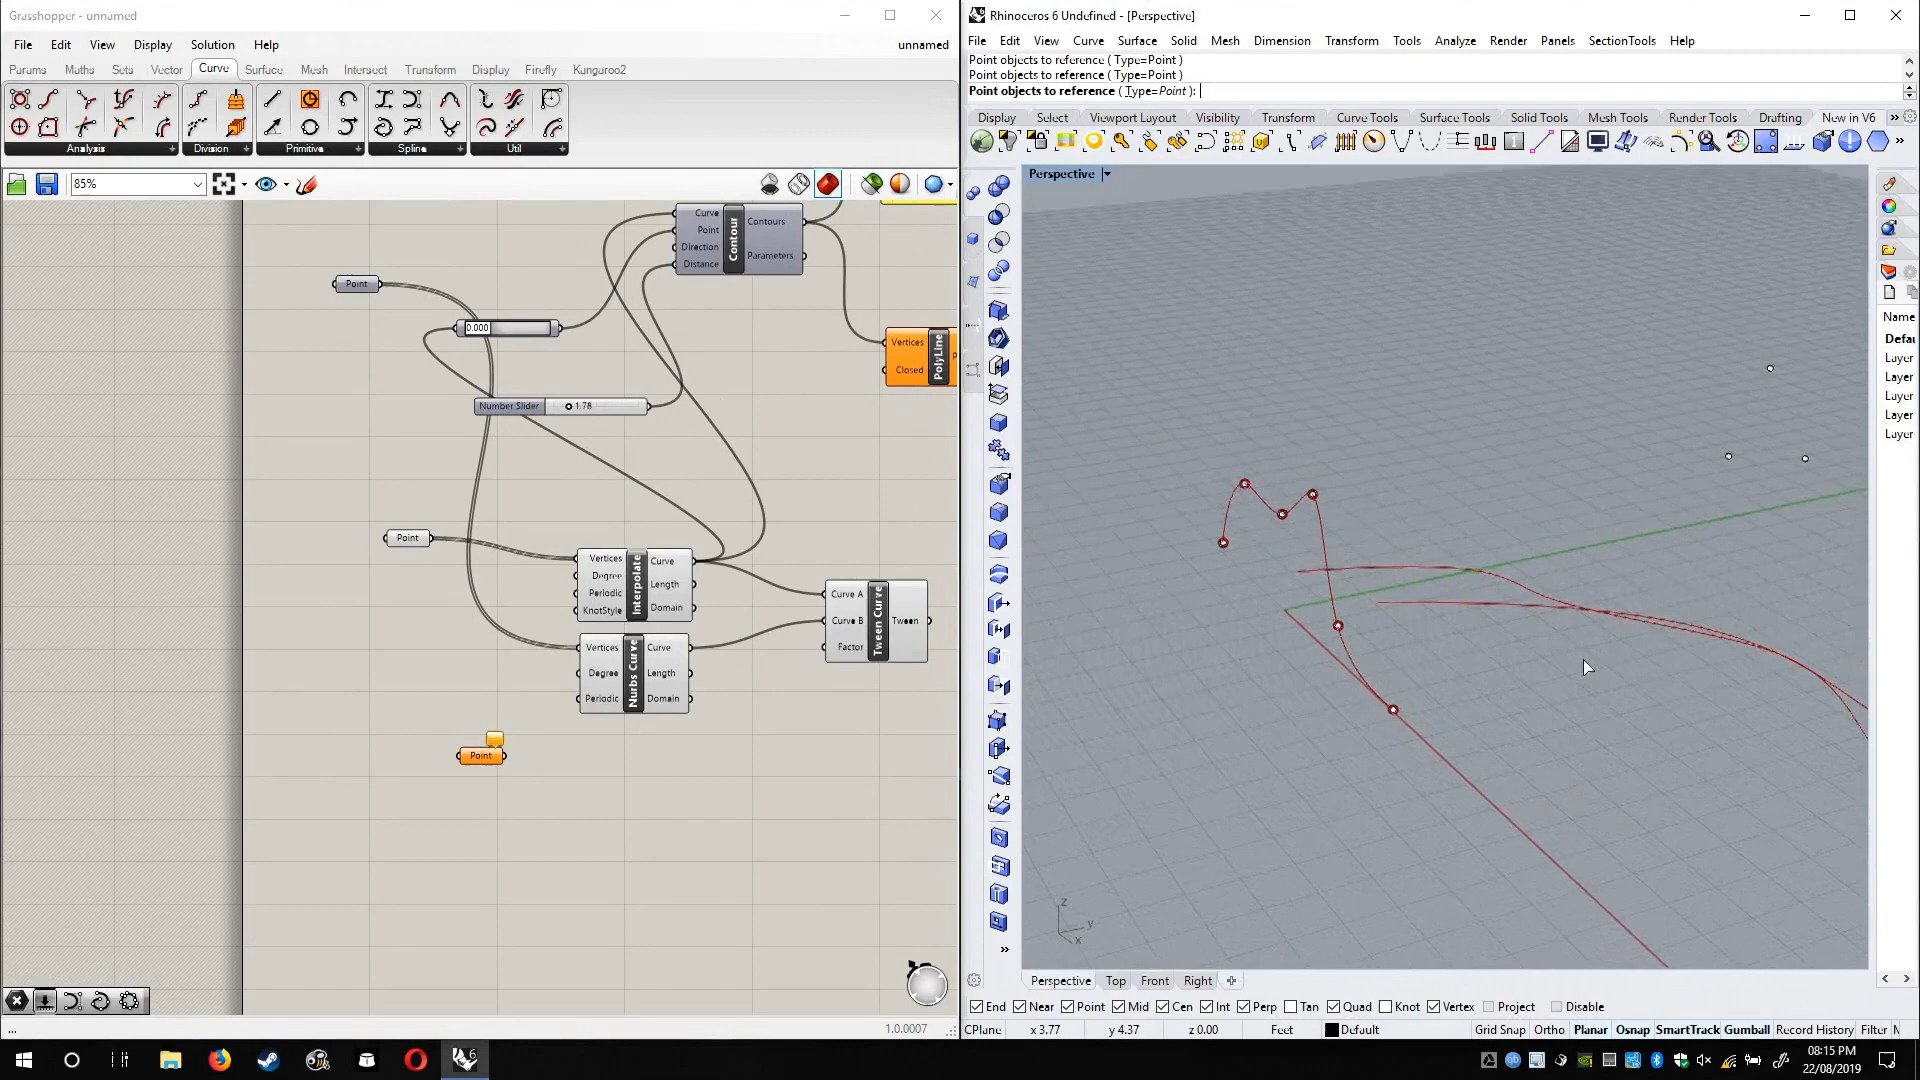 Grasshopper - unnamed
File Edit View Display Solution Help
unnamed
Params Maths Sets Vector Curve Surface Mesh Intersect Transform Display Firefly Kangaroo2
Analysis Division Primitive Spline Util
85%
Curve
Point
Direction
Distance
Contour
Contours
Parameters
Point
0.000
Vertices
Closed
PolyLine
Number Slider
1.78
Point
Vertices
Degree
Periodic
KnotStyle
Interpolate
Curve
Length
Domain
Curve A
Curve B
Factor
Tween Curve
Tween
Vertices
Degree
Periodic
Nurbs Curve
Curve
Length
Domain
Point
...
1.0.0007
Rhinoceros 6 Undefined - [Perspective]
File Edit View Curve Surface Solid Mesh Dimension Transform Tools Analyze Render Panels SectionTools Help
Point objects to reference ( Type=Point )
Point objects to reference ( Type=Point )
Point objects to reference ( Type=Point ):
Display Select Viewport Layout Visibility Transform Curve Tools Surface Tools Solid Tools Mesh Tools Render Tools Drafting New in V6
Perspective
Name
Defau
Layer
Layer
Layer
Layer
Layer
z
y
x
Perspective Top Front Right
End Near Point Mid Cen Int Perp Tan Quad Knot Vertex Project Disable
CPlane x 3.77 y 4.37 z 0.00 Feet Default Grid Snap Ortho Planar Osnap SmartTrack Gumball Record History Filter
08:15 PM
22/08/2019